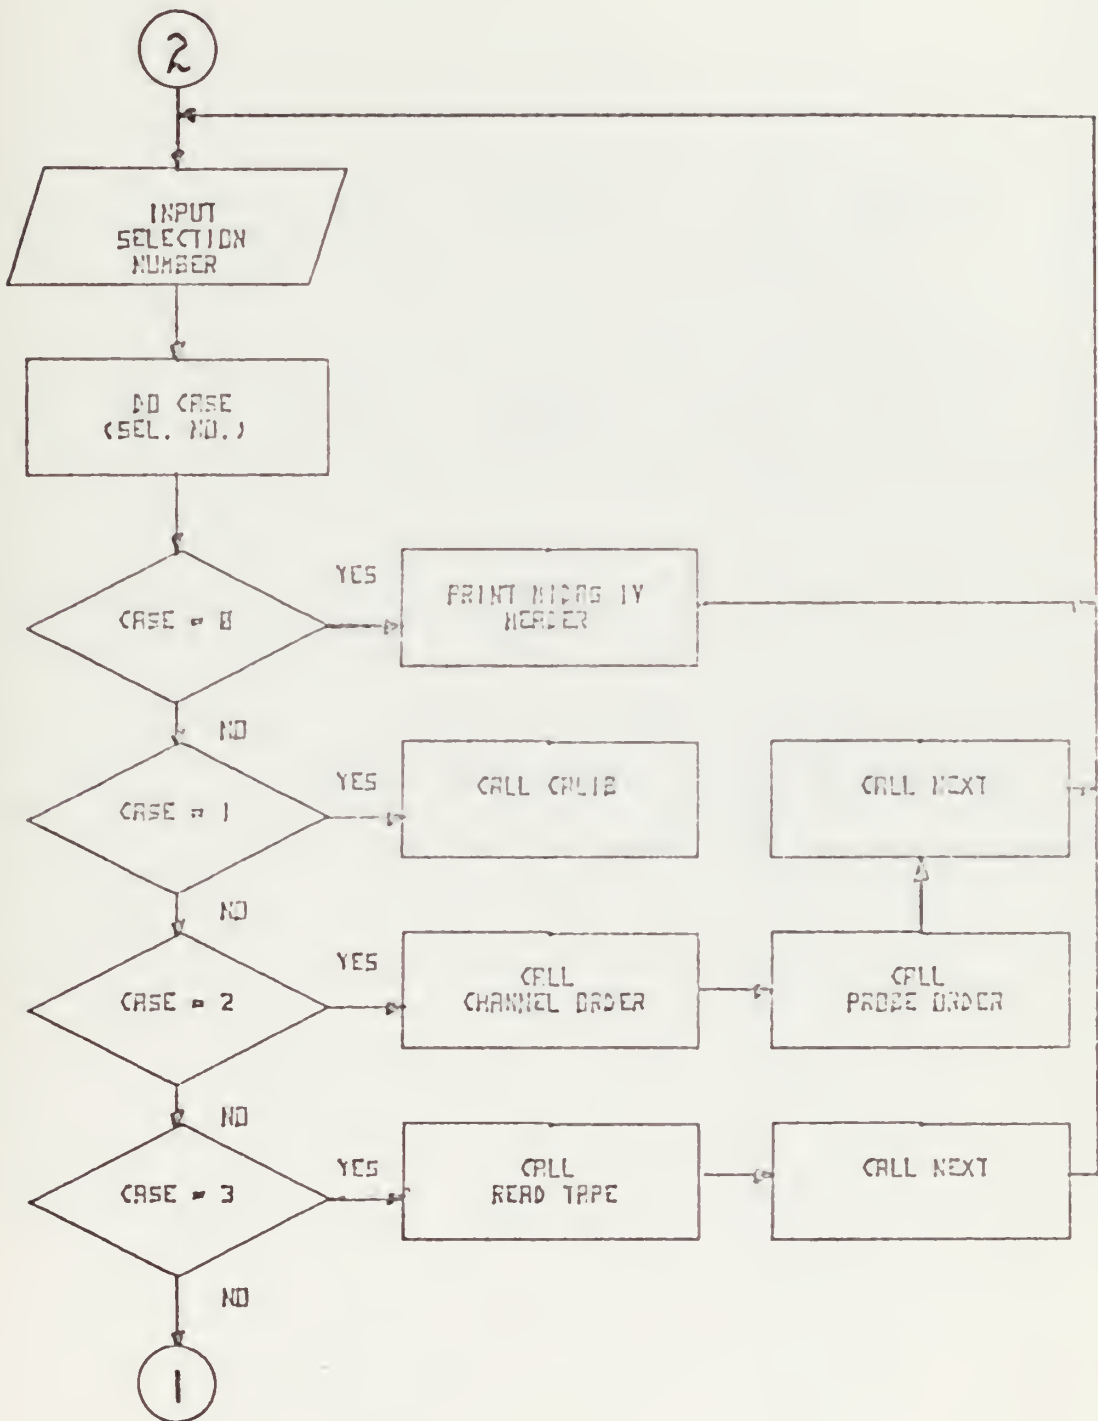 2
INPUT
SELECTION
NUMBER
DO CASE
(SEL. NO.)
CASE = 0
YES
PRINT MIDAS IV
HEADER
NO
CASE = 1
YES
CALL CALIB
CALL NEXT
NO
CASE = 2
YES
CALL
CHANNEL ORDER
CALL
PROBE ORDER
NO
CASE = 3
YES
CALL
READ TAPE
CALL NEXT
NO
1